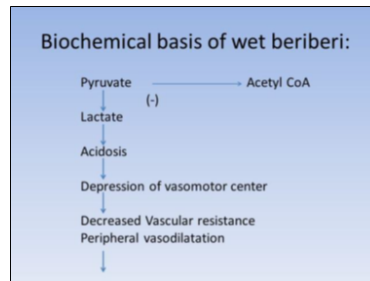 Biochemical basis of wet beriberi:
Pyruvate Acetyl CoA
(-)
Lactate
Acidosis
Depression of vasomotor center
Decreased Vascular resistance
Peripheral vasodilatation